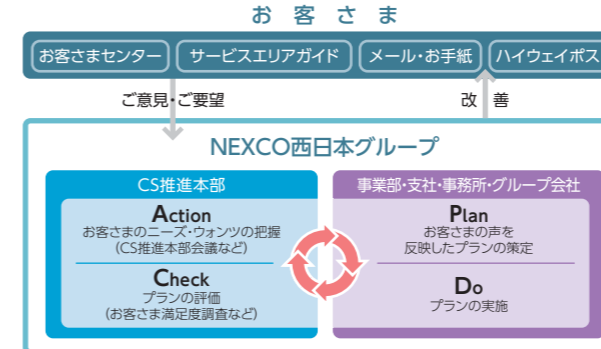 お客さま
お客さまセンター
サービスエリアガイド
メール・お手紙
ハイウェイポス
ご意見・ご要望
改善
NEXCO西日本グループ
CS推進本部
Action
お客さまのニーズ・ウォンツの把握
(CS推進本部会議など)
Check
プランの評価
(お客さま満足度調査など)
事業部・支社・事務所・グループ会社
Plan
お客さまの声を
反映したプランの策定
Do
プランの実施